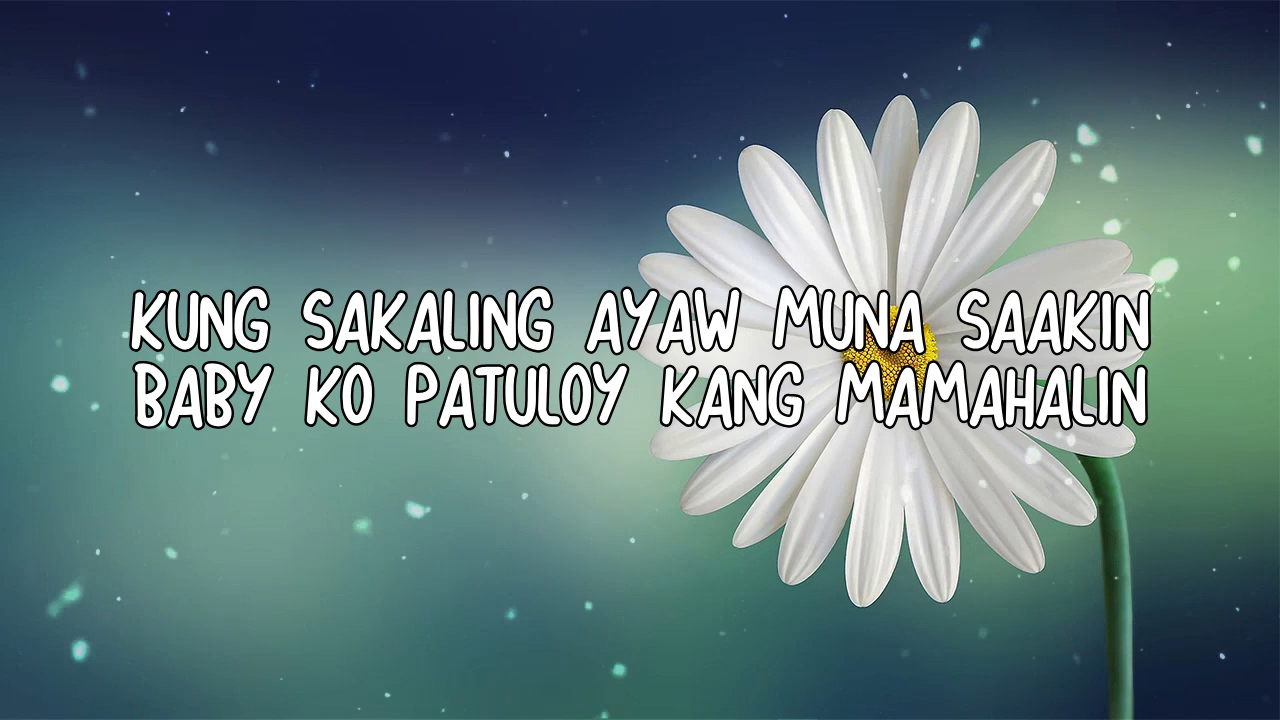 KUNG SAKALING AYAW MUNA SAAKIN
BABY KO PATULOY KANG MAMAHALIN